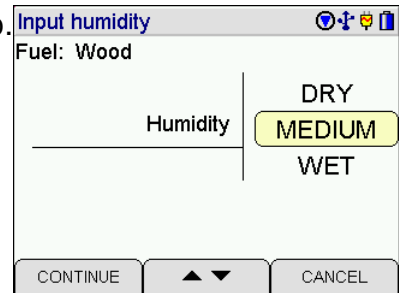 Input humidity
Fuel: Wood
DRY
Humidity MEDIUM
WET
CONTINUE ▲ ▼ CANCEL